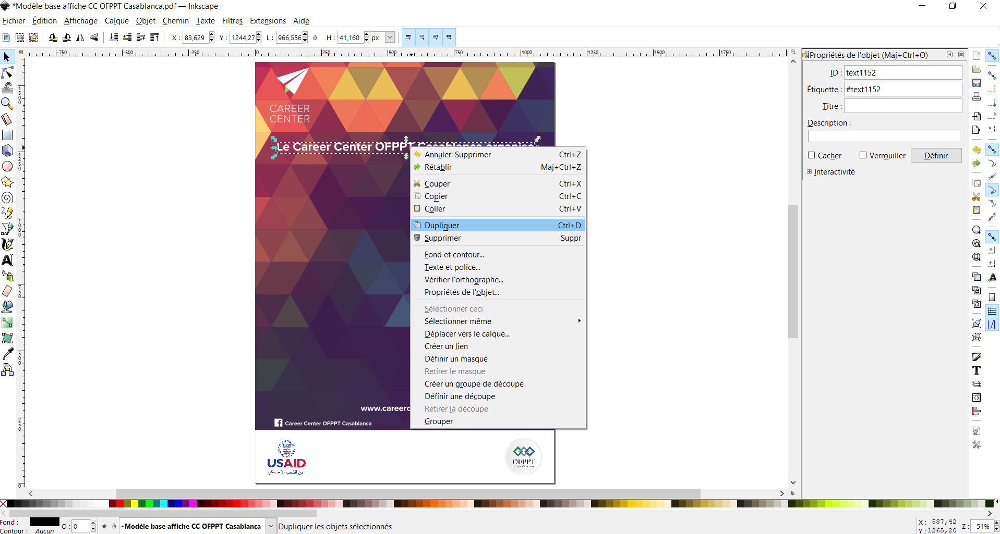 *Modèle base affiche CC OFPPT Casablanca.pdf — Inkscape
Fichier Édition Affichage Calque Objet Chemin Texte Filtres Extensions Aide
X : 83,629 Y : 1244,27 L : 966,556 H : 41,160 px
-750 -500 -250 0 250 500 750 1000 1250 1500 1750
1500
1250
1000
750
500
250
0
CAREER
CENTER
Le Career Center OFPPT Casablanca organise
Annuler: Supprimer Ctrl+Z
Rétablir Maj+Ctrl+Z
Couper Ctrl+X
Copier Ctrl+C
Coller Ctrl+V
Dupliquer Ctrl+D
Supprimer Suppr
Fond et contour...
Texte et police...
Vérifier l'orthographe...
Propriétés de l'objet...
Sélectionner ceci
Sélectionner même
Déplacer vers le calque...
Créer un lien
Définir un masque
Retirer le masque
Créer un groupe de découpe
Définir une découpe
Retirer la découpe
Grouper
www.careerc
Career Center OFPPT Casablanca
USAID
من الشعب الأمريكي
OFPPT
Propriétés de l'objet (Maj+Ctrl+O)
ID : text1152
Étiquette : #text1152
Titre :
Description :
Cacher Verrouiller Définir
Interactivité
Fond :
Contour : Aucun
O : 0
•Modèle base affiche CC OFPPT Casablanca
Dupliquer les objets sélectionnés
X: 587,42
Y:1265,20
Z: 51%